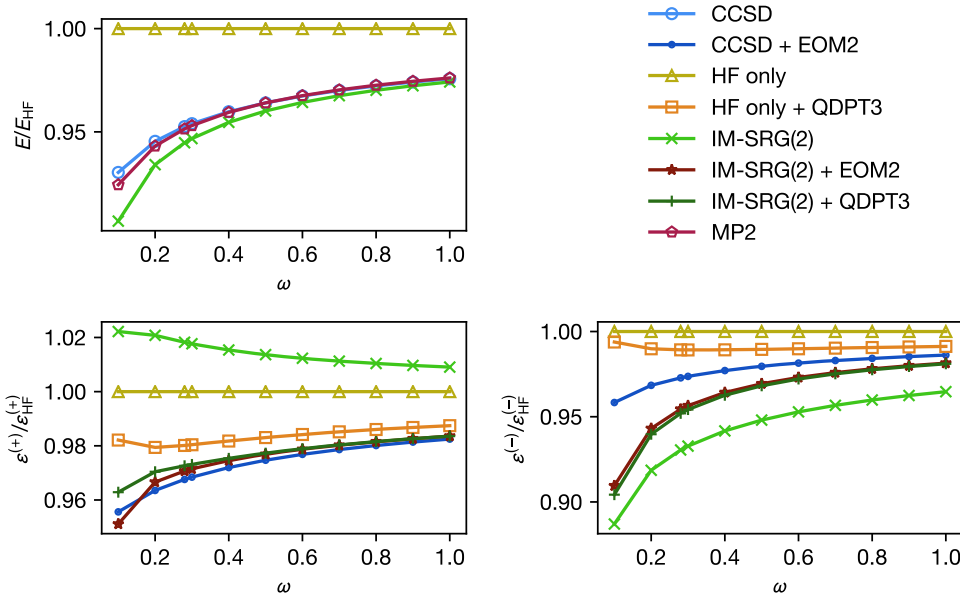 1.00
0.95
E/E_HF
0.2 0.4 0.6 0.8 1.0
ω
CCSD
CCSD + EOM2
HF only
HF only + QDPT3
IM-SRG(2)
IM-SRG(2) + EOM2
IM-SRG(2) + QDPT3
MP2
1.02
1.00
0.98
0.96
ε^(+)/ε_HF^(+)
0.2 0.4 0.6 0.8 1.0
ω
1.00
0.95
0.90
ε^(−)/ε_HF^(−)
0.2 0.4 0.6 0.8 1.0
ω